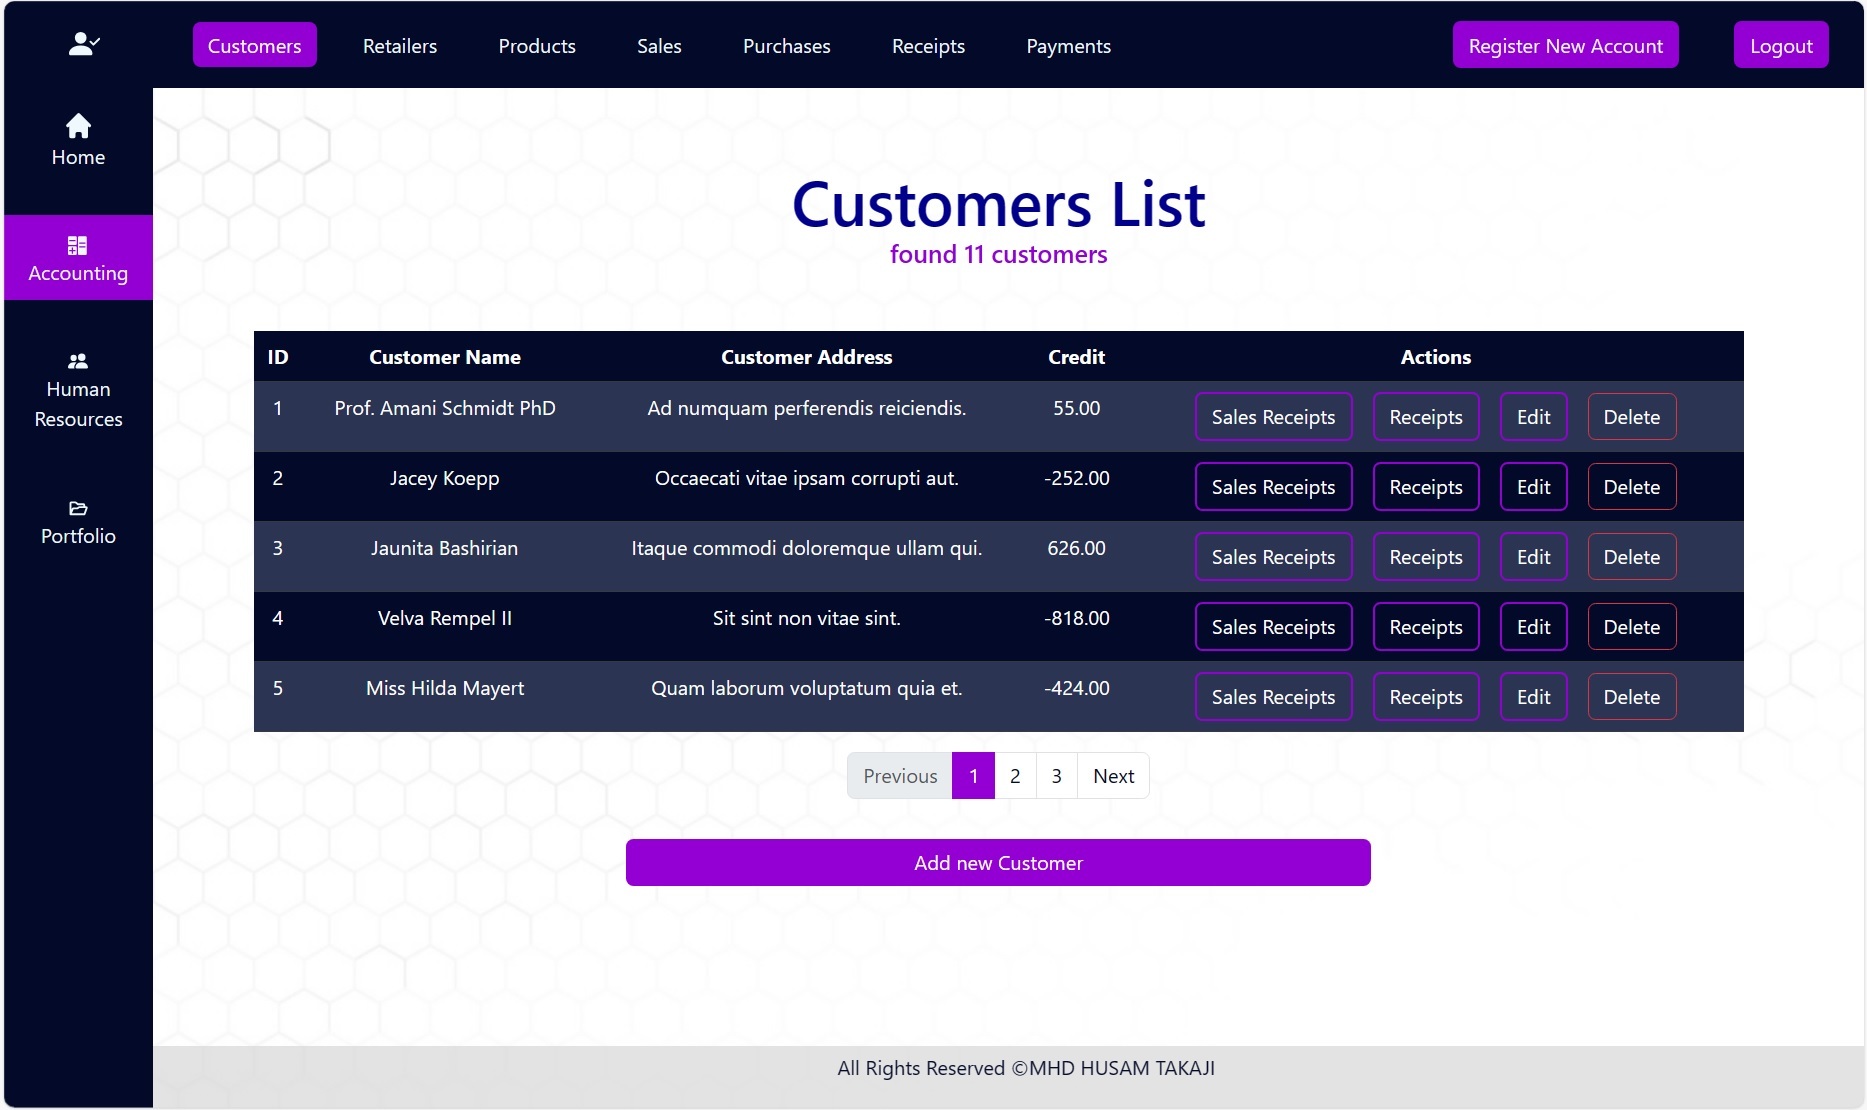 Customers Retailers Products Sales Purchases Receipts Payments Register New Account Logout
Home
Accounting
Human
Resources
Portfolio
Customers List
found 11 customers
ID Customer Name Customer Address Credit Actions
1 Prof. Amani Schmidt PhD Ad numquam perferendis reiciendis. 55.00 Sales Receipts Receipts Edit Delete
2 Jacey Koepp Occaecati vitae ipsam corrupti aut. -252.00 Sales Receipts Receipts Edit Delete
3 Jaunita Bashirian Itaque commodi doloremque ullam qui. 626.00 Sales Receipts Receipts Edit Delete
4 Velva Rempel II Sit sint non vitae sint. -818.00 Sales Receipts Receipts Edit Delete
5 Miss Hilda Mayert Quam laborum voluptatum quia et. -424.00 Sales Receipts Receipts Edit Delete
Previous 1 2 3 Next
Add new Customer
All Rights Reserved ©MHD HUSAM TAKAJI